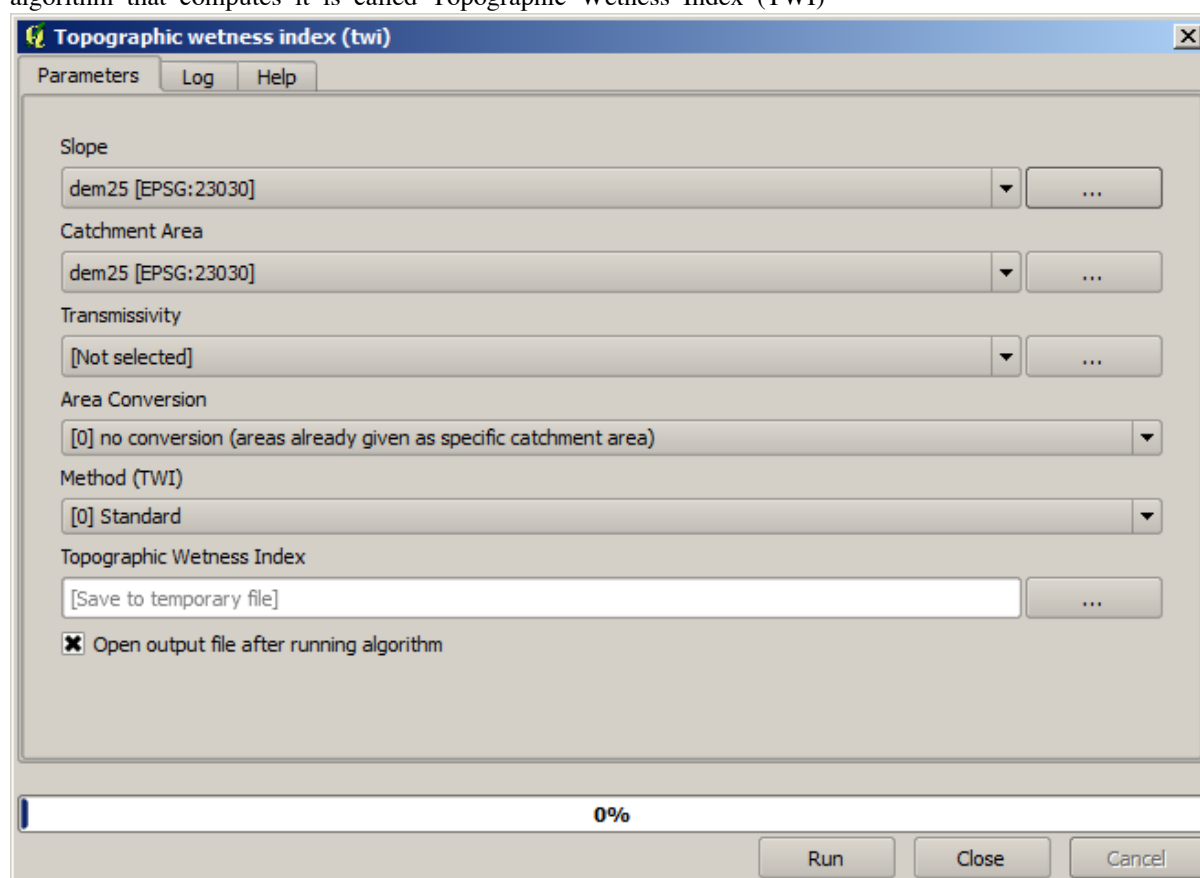 algorithm that computes it is called Topographic Wetness Index (TWI)
Topographic wetness index (twi)
Parameters Log Help
Slope
dem25 [EPSG:23030] ...
Catchment Area
dem25 [EPSG:23030] ...
Transmissivity
[Not selected] ...
Area Conversion
[0] no conversion (areas already given as specific catchment area)
Method (TWI)
[0] Standard
Topographic Wetness Index
[Save to temporary file] ...
Open output file after running algorithm
0%
Run Close Cancel